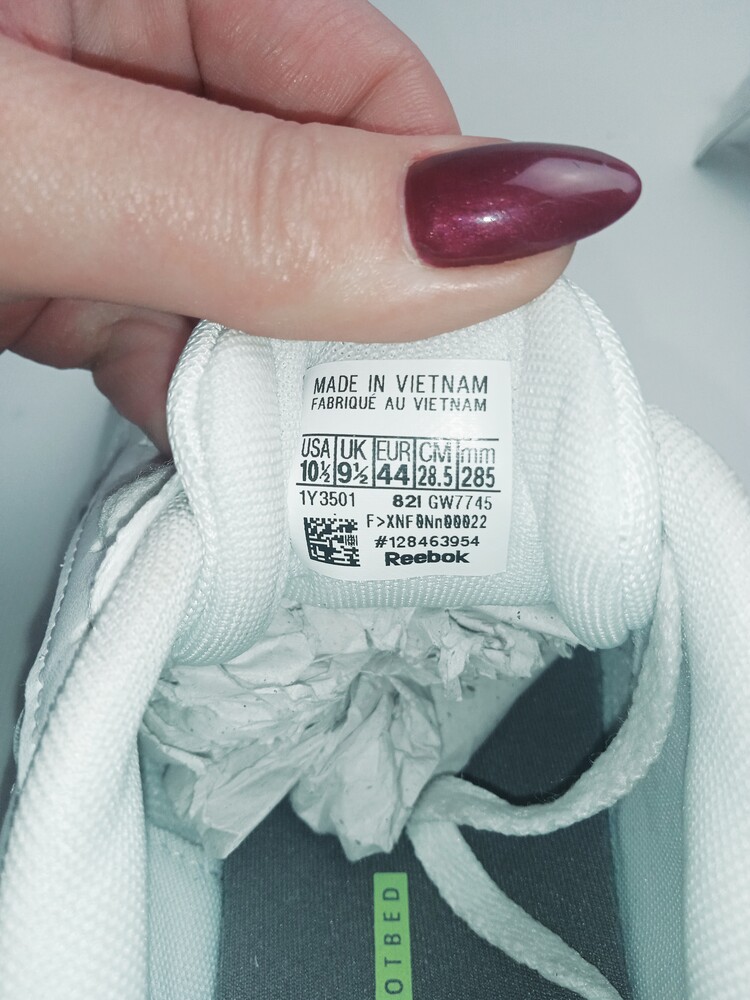 MADE IN VIETNAM
FABRIQUÉ AU VIETNAM
USA UK EUR CM mm
10½ 9½ 44 28.5 285
1Y3501 82I GW7745
F>XNF0Nn00022
#128463954
Reebok
OTBED